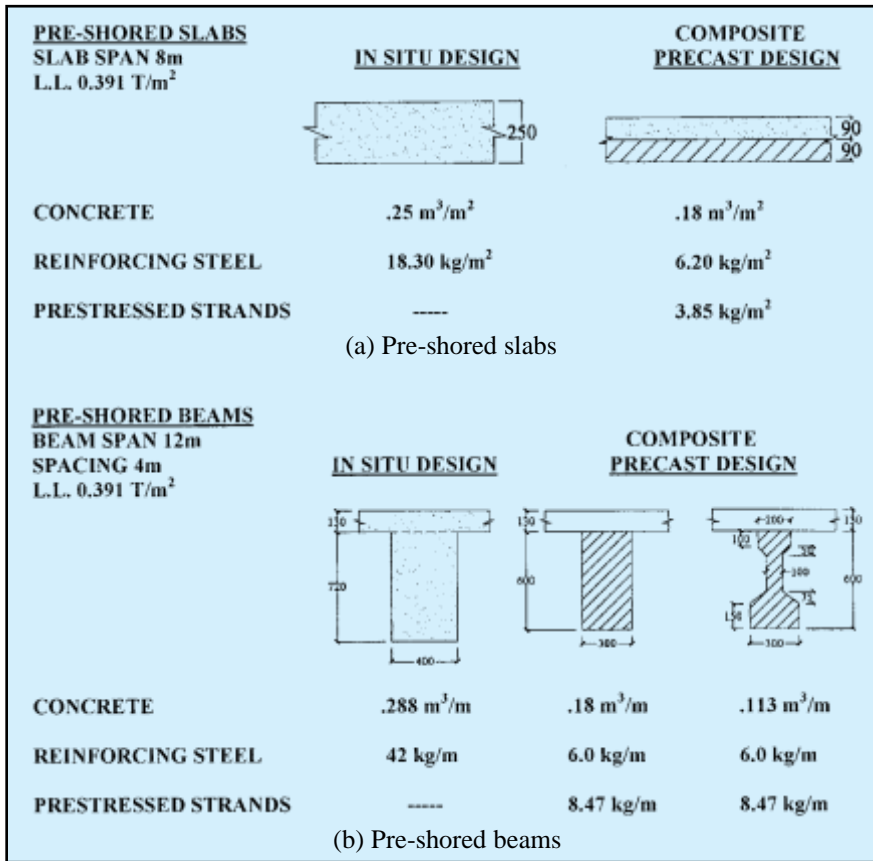 PRE-SHORED SLABS
SLAB SPAN 8m
L.L. 0.391 T/m²
IN SITU DESIGN
COMPOSITE
PRECAST DESIGN
250
90
90
CONCRETE .25 m³/m² .18 m³/m²
REINFORCING STEEL 18.30 kg/m² 6.20 kg/m²
PRESTRESSED STRANDS ----- 3.85 kg/m²
(a) Pre-shored slabs
PRE-SHORED BEAMS
BEAM SPAN 12m
SPACING 4m
L.L. 0.391 T/m²
IN SITU DESIGN
COMPOSITE
PRECAST DESIGN
130
720
400
130
600
300
200
100
100
75
150
300
130
600
CONCRETE .288 m³/m .18 m³/m .113 m³/m
REINFORCING STEEL 42 kg/m 6.0 kg/m 6.0 kg/m
PRESTRESSED STRANDS ----- 8.47 kg/m 8.47 kg/m
(b) Pre-shored beams